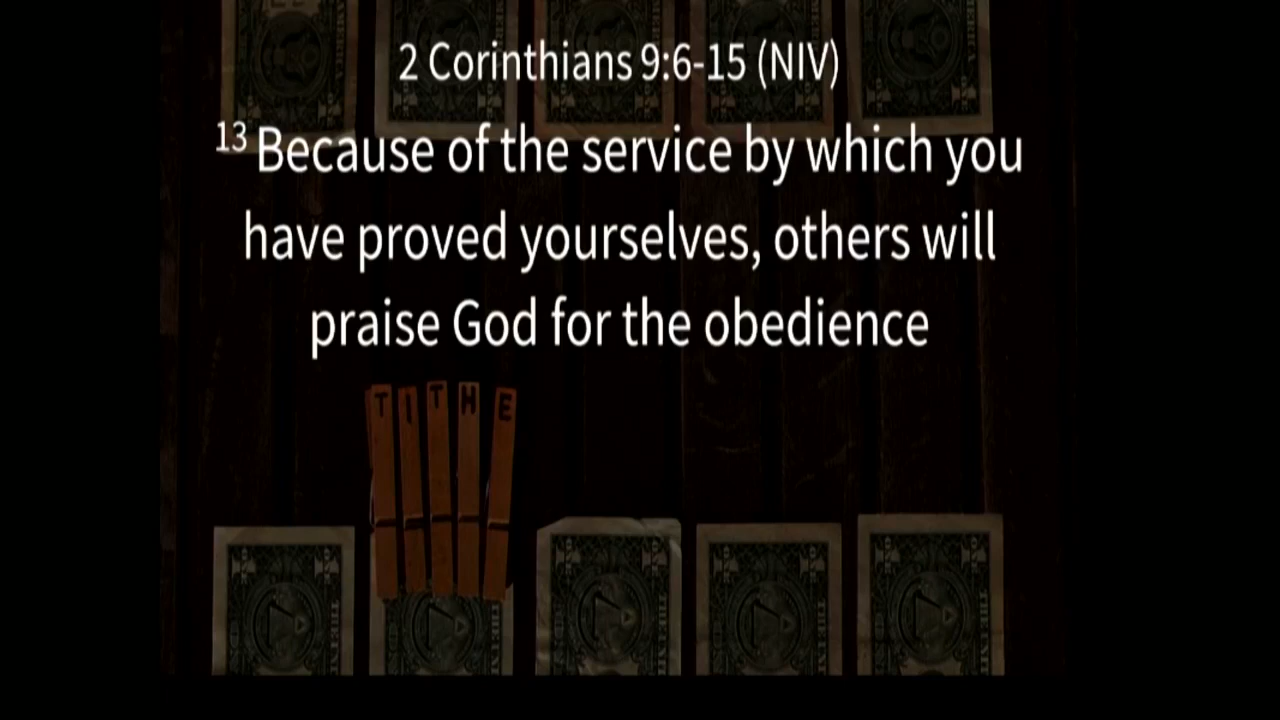 2 Corinthians 9:6-15 (NIV)
13 Because of the service by which you
have proved yourselves, others will
praise God for the obedience
T I T H E